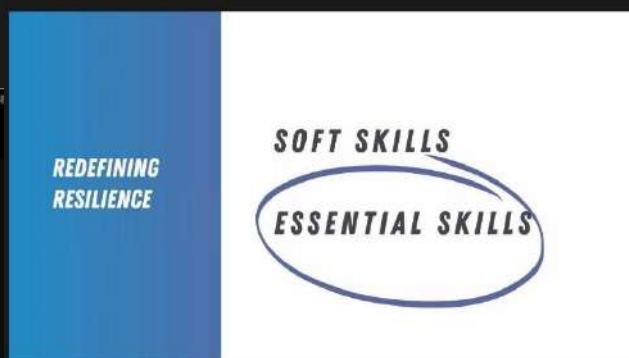 REDEFINING
RESILIENCE
SOFT SKILLS
ESSENTIAL SKILLS